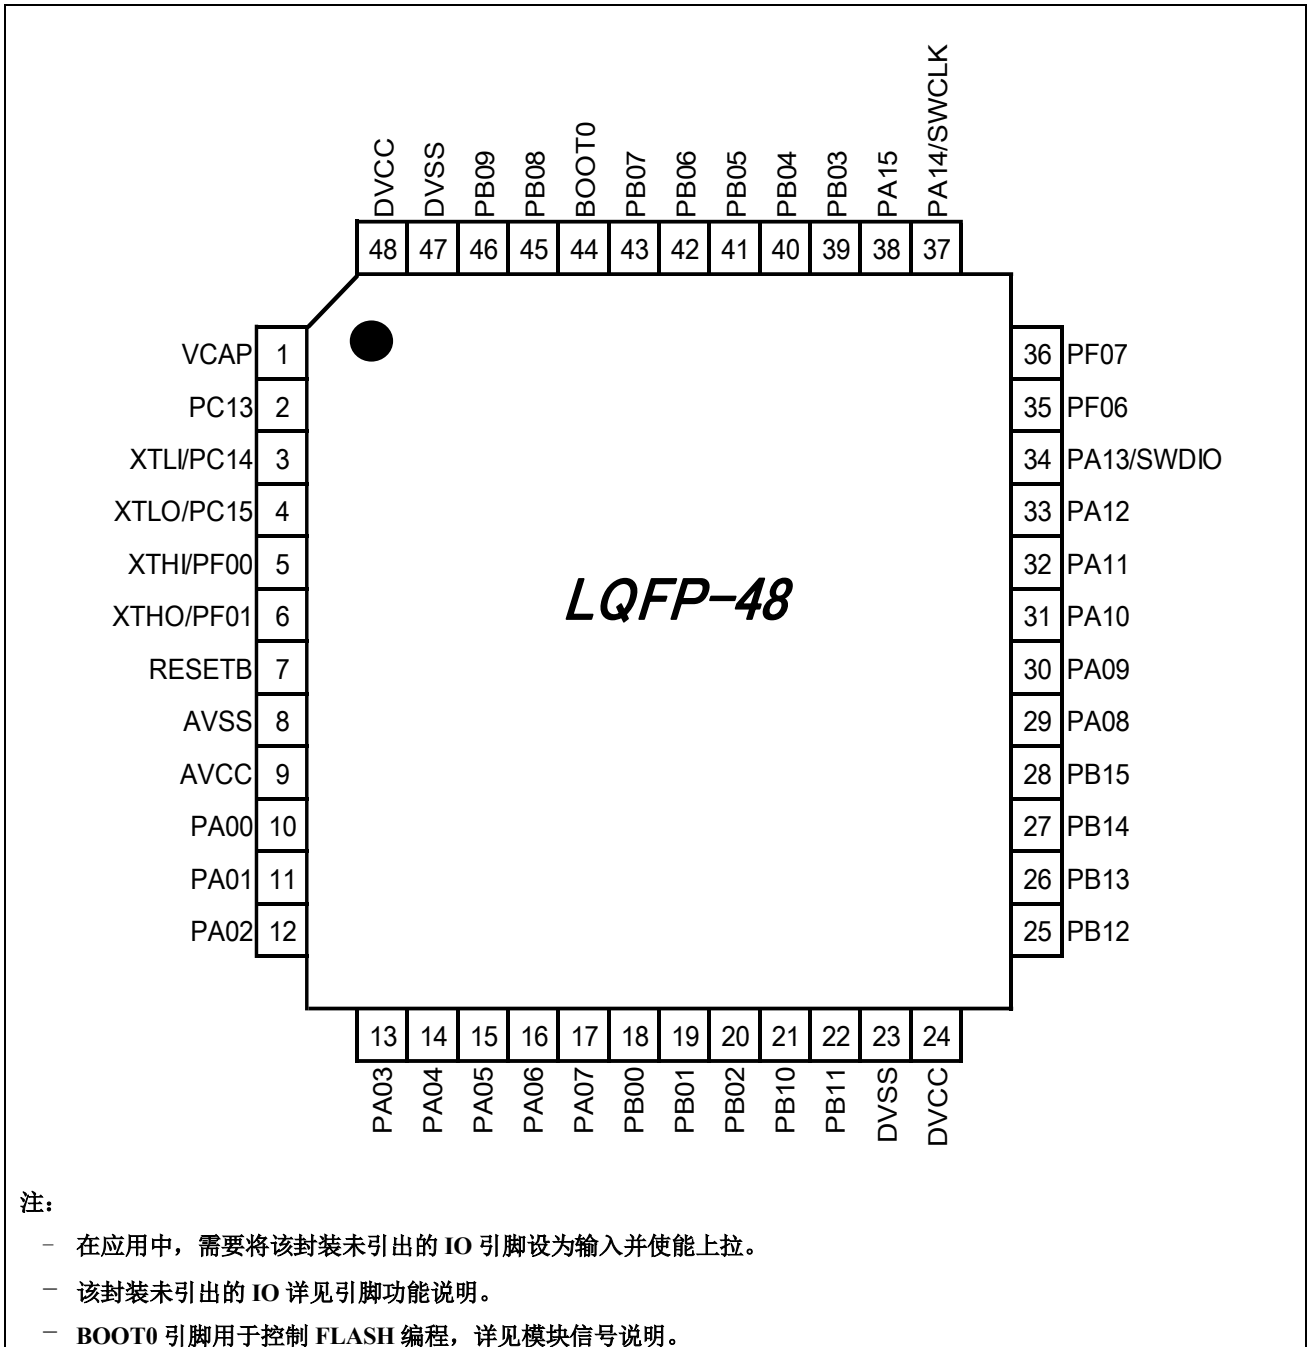 DVCC DVSS PB09 PB08 BOOT0 PB07 PB06 PB05 PB04 PB03 PA15 PA14/SWCLK
48 47 46 45 44 43 42 41 40 39 38 37
VCAP 1
PC13 2
XTLI/PC14 3
XTLO/PC15 4
XTHI/PF00 5
XTHO/PF01 6
RESETB 7
AVSS 8
AVCC 9
PA00 10
PA01 11
PA02 12
LQFP-48
36 PF07
35 PF06
34 PA13/SWDIO
33 PA12
32 PA11
31 PA10
30 PA09
29 PA08
28 PB15
27 PB14
26 PB13
25 PB12
13 14 15 16 17 18 19 20 21 22 23 24
PA03 PA04 PA05 PA06 PA07 PB00 PB01 PB02 PB10 PB11 DVSS DVCC
注：
– 在应用中，需要将该封装未引出的 IO 引脚设为输入并使能上拉。
– 该封装未引出的 IO 详见引脚功能说明。
– BOOT0 引脚用于控制 FLASH 编程，详见模块信号说明。